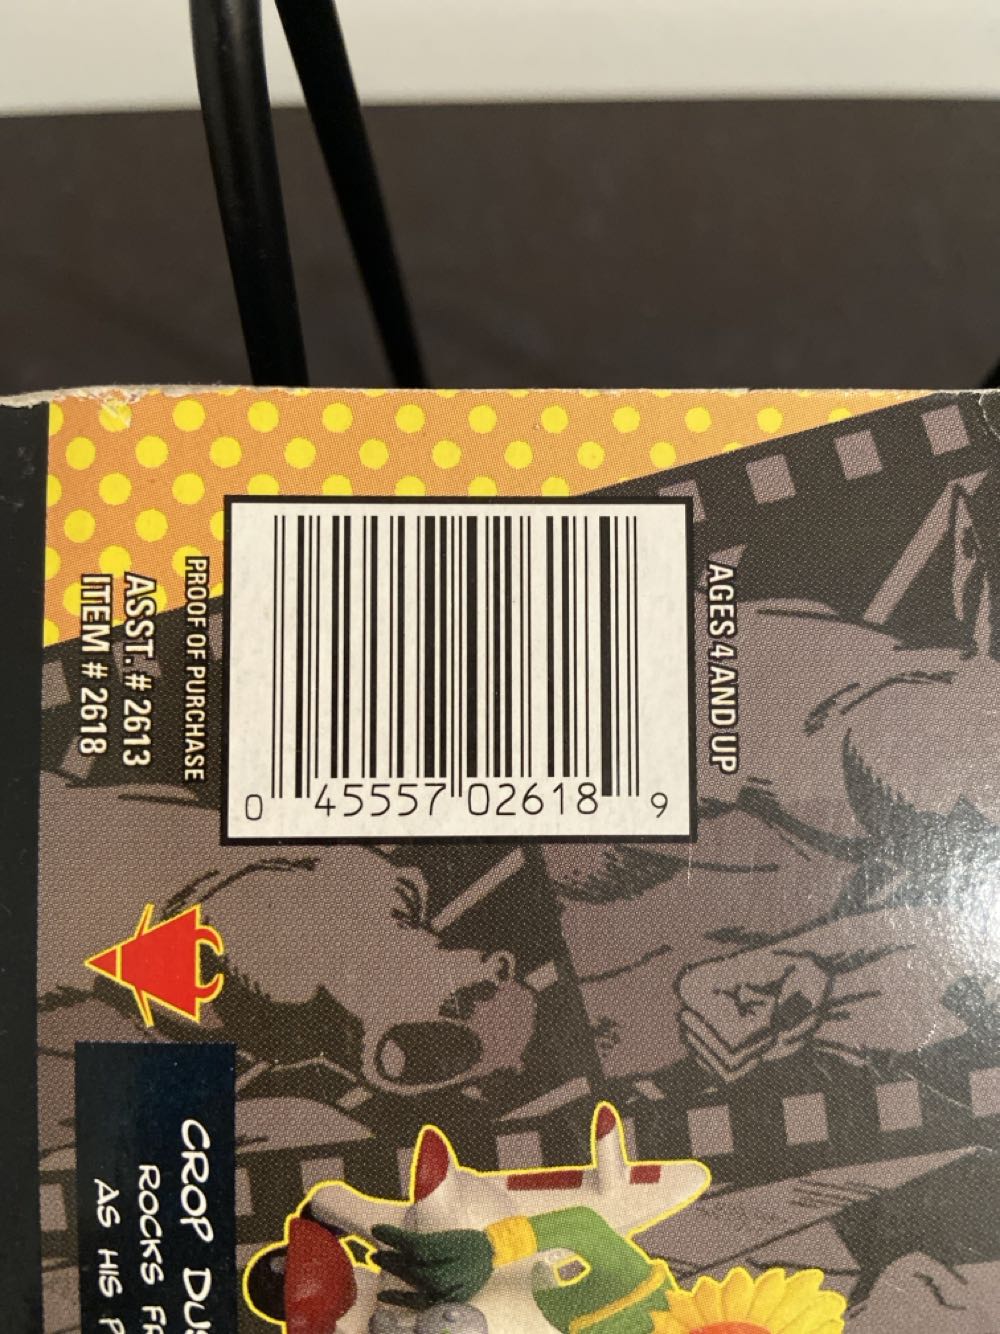 ITEM # 2618
ASST. # 2613
PROOF OF PURCHASE
0 45557 02618 9
AGES 4 AND UP
CROP
ROCKS
AS HIS